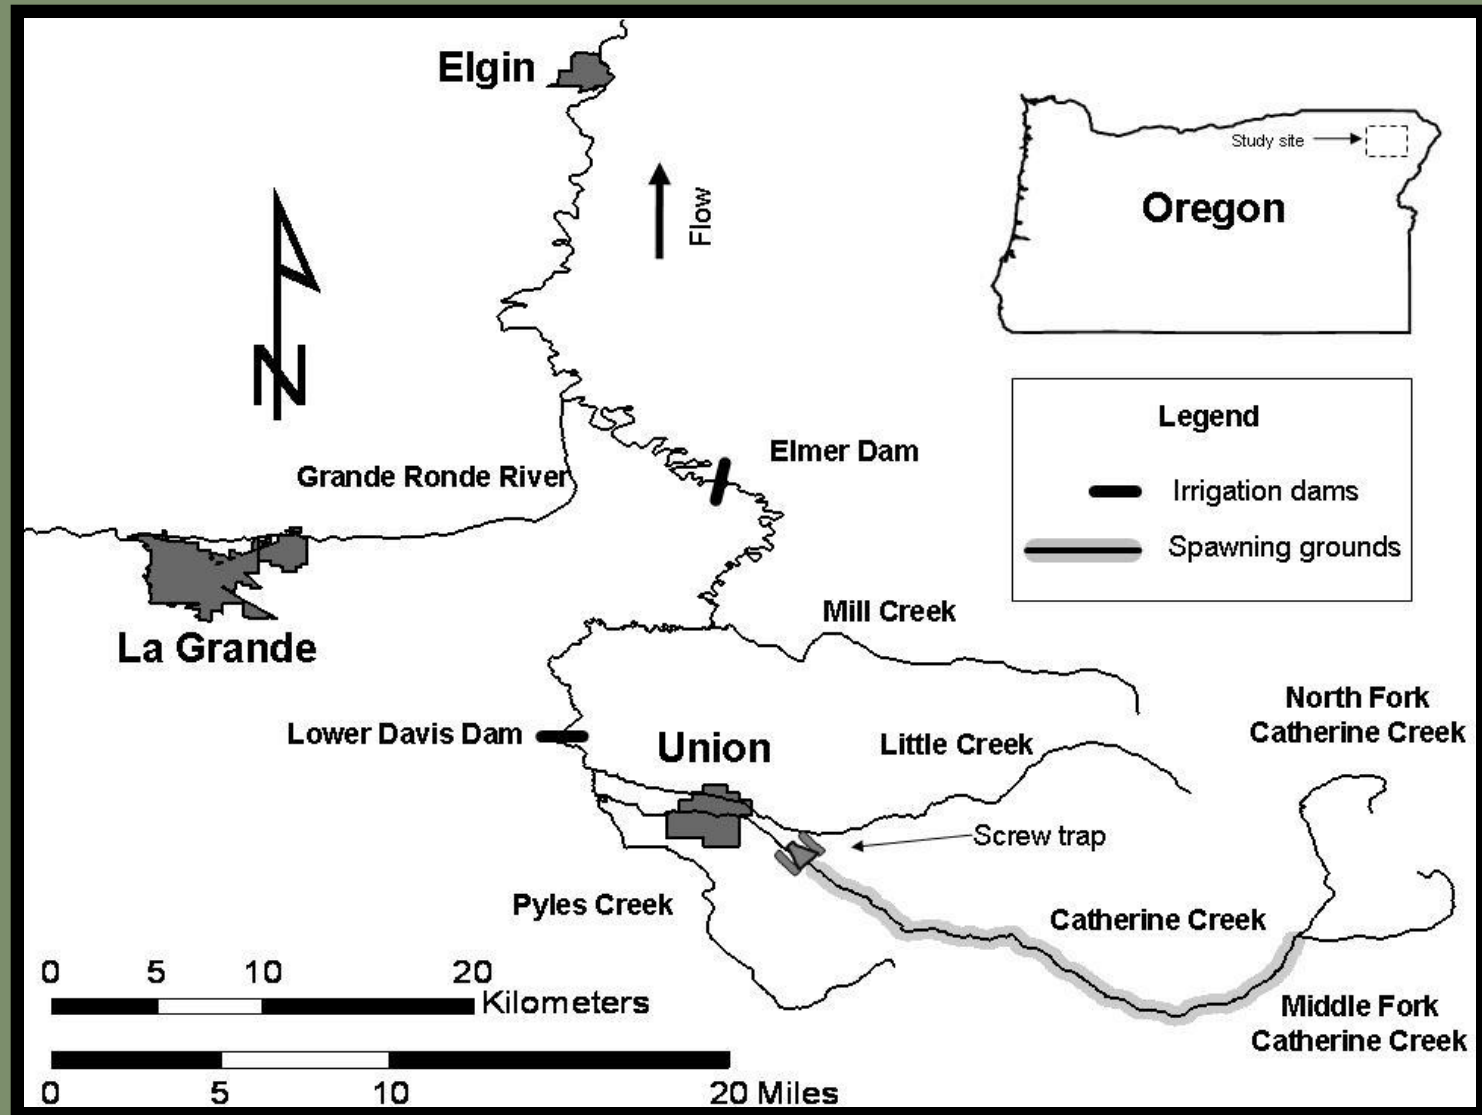 Elgin
Flow
Study site
Oregon
N
Legend
Irrigation dams
Spawning grounds
Elmer Dam
Grande Ronde River
La Grande
Mill Creek
North Fork
Catherine Creek
Lower Davis Dam
Union
Little Creek
Screw trap
Pyles Creek
Catherine Creek
Middle Fork
Catherine Creek
0 5 10 20
Kilometers
0 5 10 20 Miles